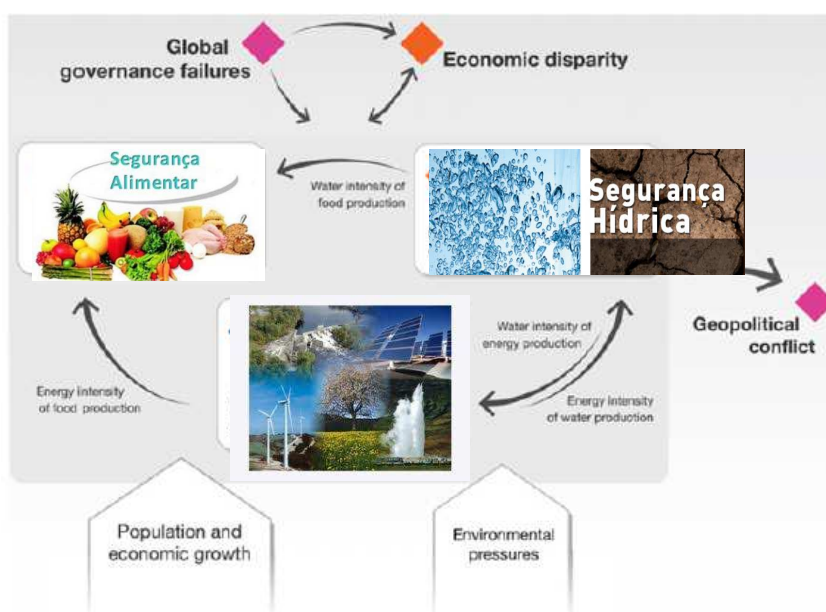 Global
governance failures
Economic disparity
Segurança
Alimentar
Water intensity of
food production
Segurança
Hídrica
Geopolitical
conflict
Water intensity of
energy production
Energy intensity
of food production
Energy intensity
of water production
Population and
economic growth
Environmental
pressures